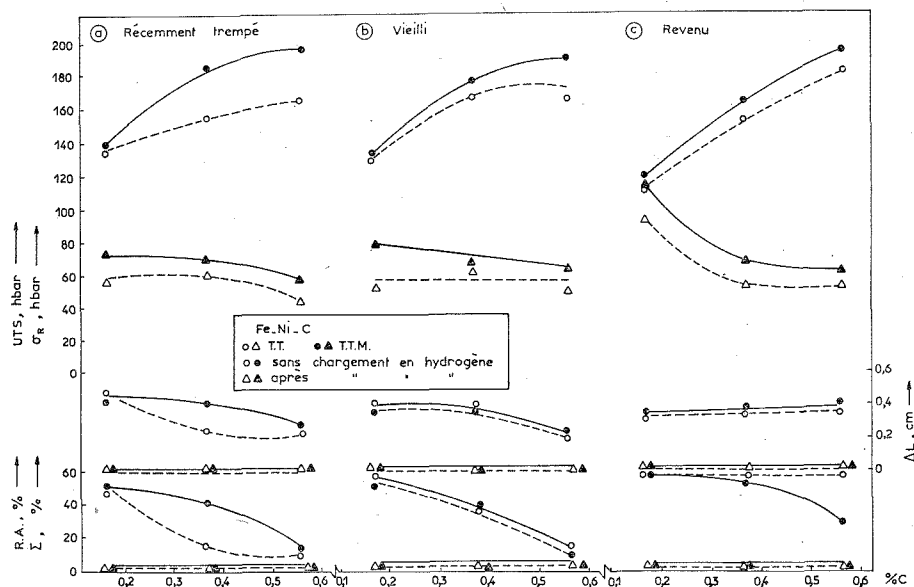 ⓐ Récemment trempé
ⓑ Vieilli
ⓒ Revenu
200
180
160
140
120
100
80
60
40
20
0
UTS, hbar
σR, hbar
Fe_Ni_C
T.T. T.T.M.
sans chargement en hydrogène
après " " "
0,6
0,4
0,2
0
ΔL, cm
60
40
20
0
R.A., %
Σ, %
0,2 0,3 0,4 0,5 0,6
0,1 0,2 0,3 0,4 0,5 0,6
0,1 0,2 0,3 0,4 0,5 0,6
%c